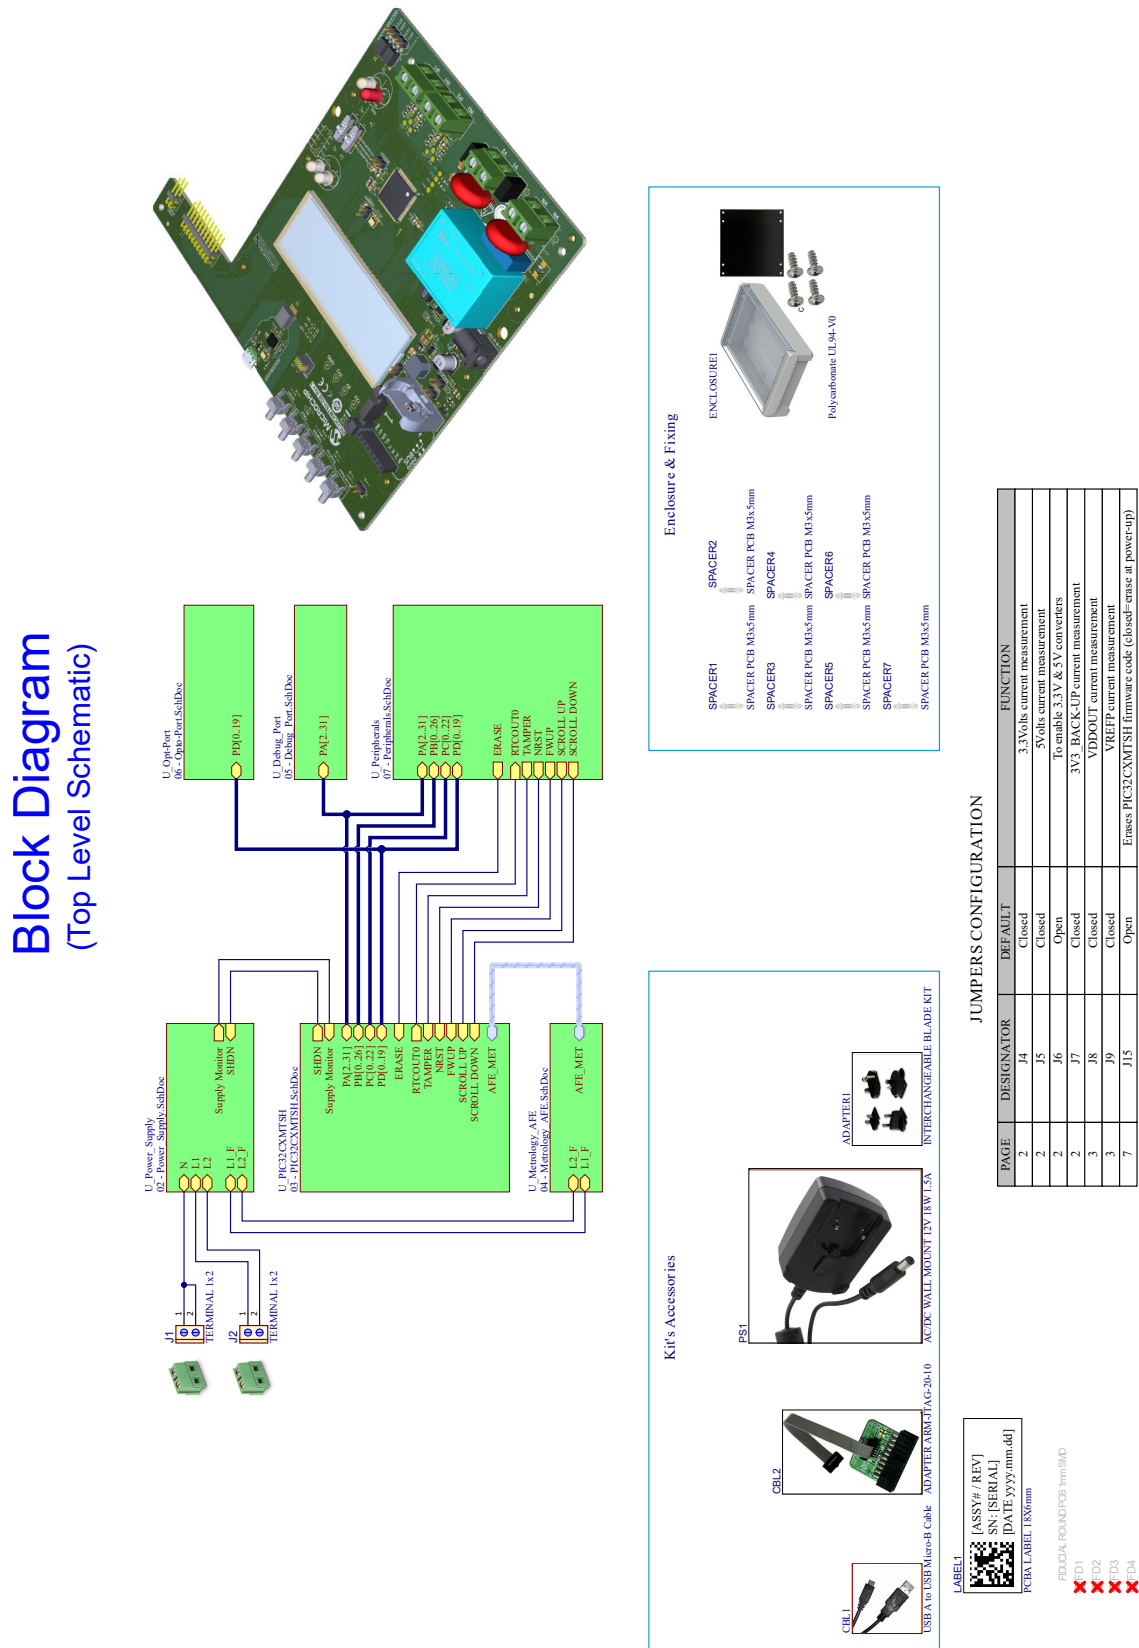 Block Diagram
(Top Level Schematic)
J1
1
2
TERMINAL 1x2
J2
1
2
TERMINAL 1x2
U_Power_Supply
02 - Power_Supply.SchDoc
N
L1
L2
L1_F
L2_F
Supply Monitor
SHDN
U_PIC32CXMTSH
03 - PIC32CXMTSH.SchDoc
SHDN
Supply Monitor
PA[2..31]
PB[0..26]
PC[0..22]
PD[0..19]
ERASE
RTCOUT0
TAMPER
NRST
FWUP
SCROLL UP
SCROLL DOWN
AFE_MET
U_Metrology_AFE
04 - Metrology_AFE.SchDoc
L2_F
L1_F
AFE_MET
U_Opt-Port
06 - Opto-Port.SchDoc
PD[0..19]
U_Debug_Port
05 - Debug_Port.SchDoc
PA[2..31]
U_Peripherals
07 - Peripherals.SchDoc
PA[2..31]
PB[0..26]
PC[0..22]
PD[0..19]
ERASE
RTCOUT0
TAMPER
NRST
FWUP
SCROLL UP
SCROLL DOWN
MICROCHIP
Kit's Accessories
CBL1
USB A to USB Micro-B Cable
CBL2
ADAPTER ARM-JTAG-20-10
PS1
AC/DC WALL MOUNT 12V 18W 1.5A
ADAPTER1
INTERCHANGEABLE BLADE KIT
Enclosure & Fixing
SPACER1
SPACER PCB M3x5mm
SPACER2
SPACER PCB M3x5mm
SPACER3
SPACER PCB M3x5mm
SPACER4
SPACER PCB M3x5mm
SPACER5
SPACER PCB M3x5mm
SPACER6
SPACER PCB M3x5mm
SPACER7
SPACER PCB M3x5mm
ENCLOSURE1
Polycarbonate UL94-V0
LABEL1
[ASSY# / REV]
SN: [SERIAL]
[DATE yyyy.mm.dd]
PCBA LABEL 18X6mm
JUMPERS CONFIGURATION
PAGE DESIGNATOR DEFAULT FUNCTION
2 J4 Closed 3.3Volts current measurement
2 J5 Closed 5Volts current measurement
2 J6 Open To enable 3.3V & 5V converters
2 J7 Closed 3V3_BACK-UP current measurement
3 J8 Closed VDDOUT current measurement
3 J9 Closed VREFP current measurement
7 J15 Open Erases PIC32CXMTSH firmware code (closed=erase at power-up)
FIDUCIAL ROUND PCB 1mm SMD
FD1
FD2
FD3
FD4